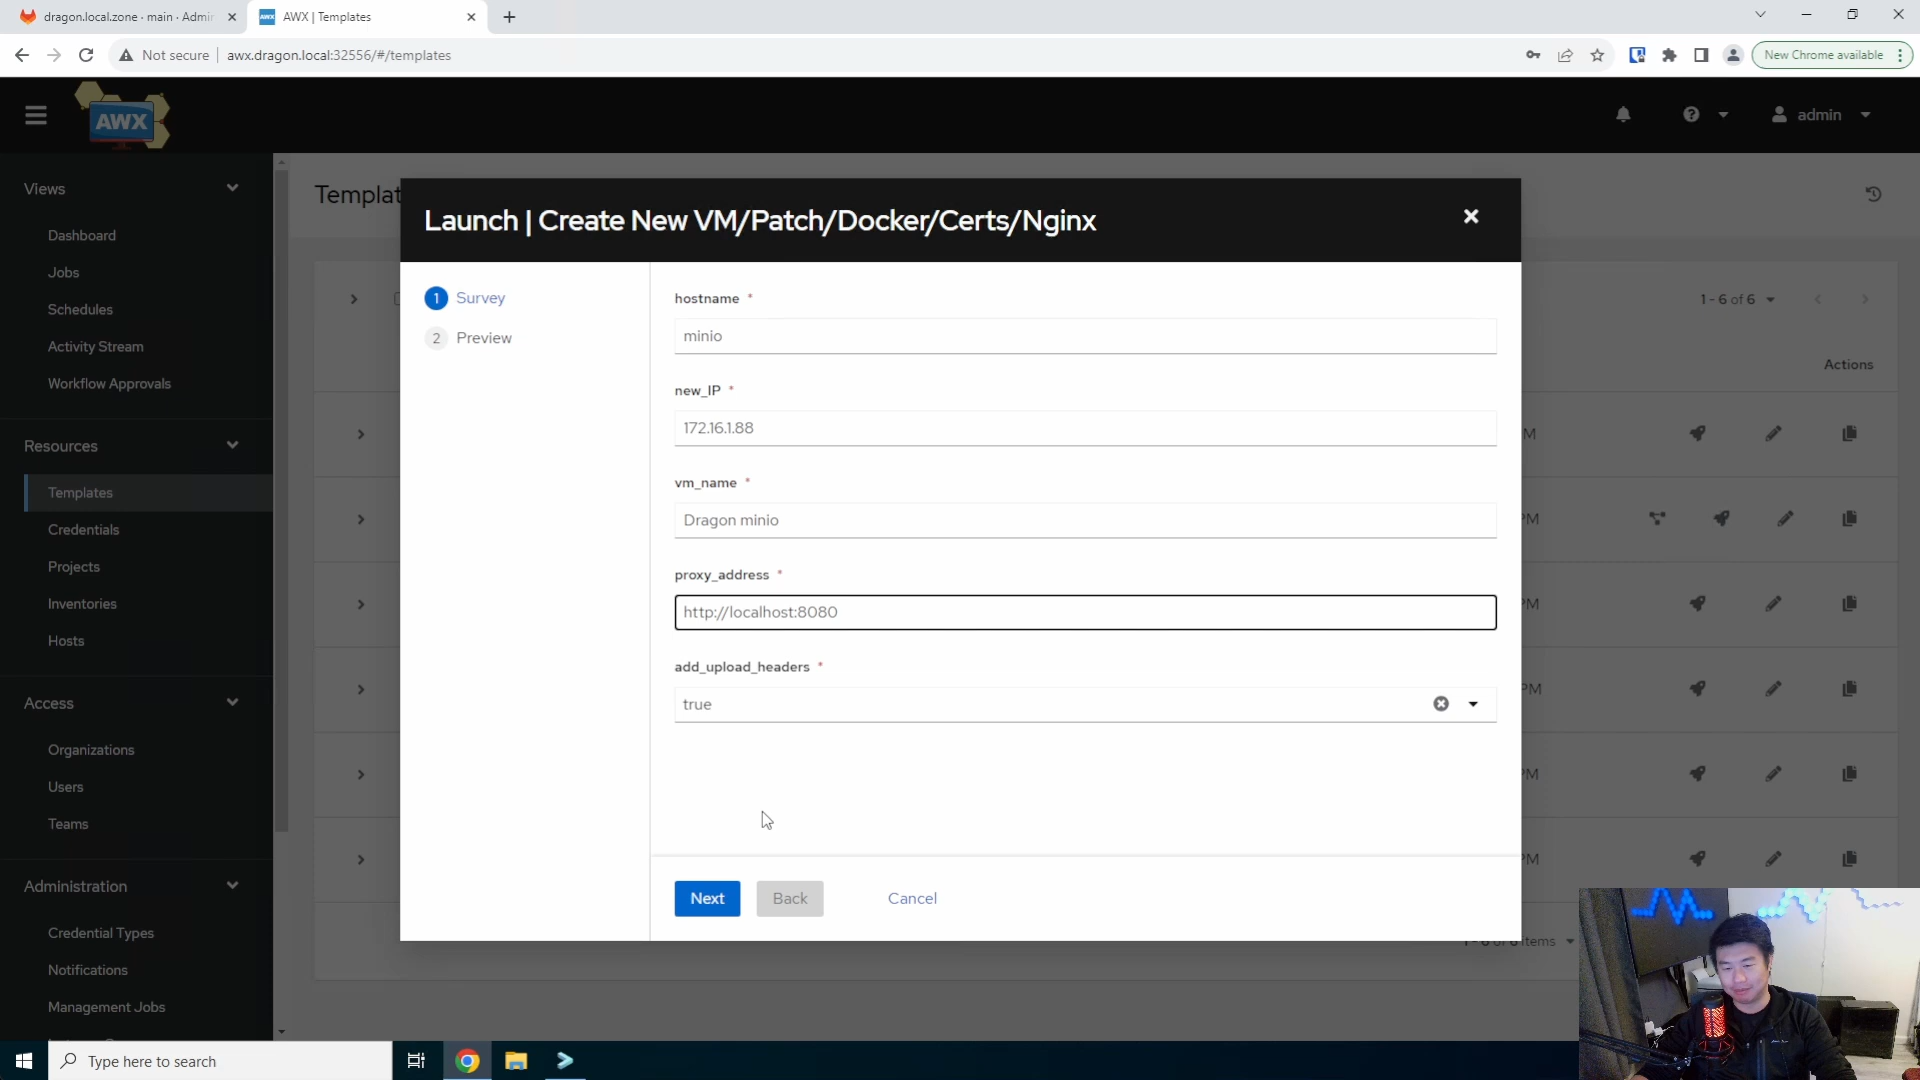 dragon.local.zone · main · Admin
AWX | Templates
Not secure
awx.dragon.local:32556/#/templates
New Chrome available
AWX
admin
Views
Dashboard
Jobs
Schedules
Activity Stream
Workflow Approvals
Resources
Templates
Credentials
Projects
Inventories
Hosts
Access
Organizations
Users
Teams
Administration
Credential Types
Notifications
Management Jobs
Templat
1 - 6 of 6
Actions
M
PM
PM
PM
PM
PM
1 - 6 of 6 items
Launch | Create New VM/Patch/Docker/Certs/Nginx
1 Survey
2 Preview
hostname *
minio
new_IP *
172.16.1.88
vm_name *
Dragon minio
proxy_address *
http://localhost:8080
add_upload_headers *
true
Next
Back
Cancel
Type here to search